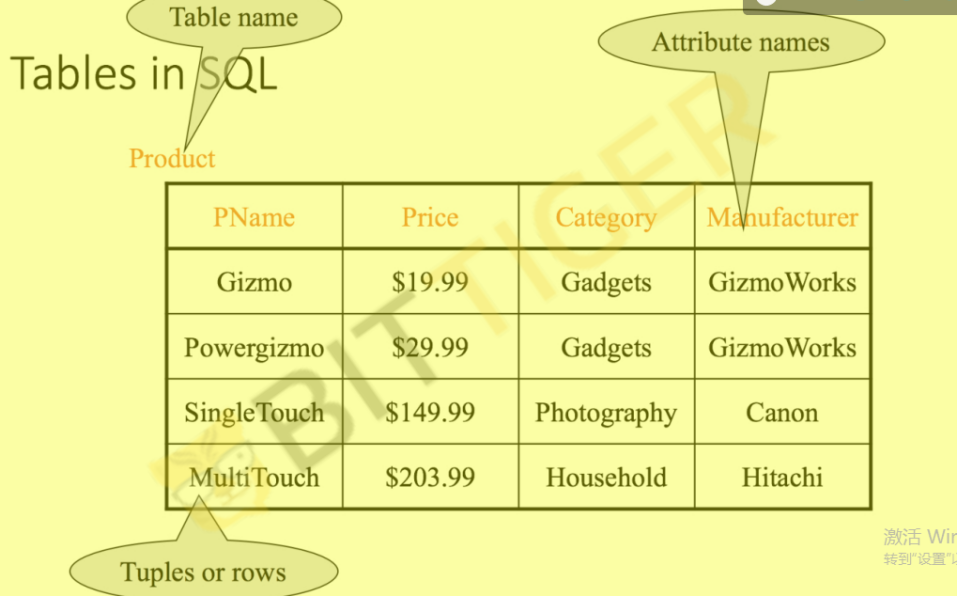 Table name
Attribute names
Tables in SQL
Product
PName Price Category Manufacturer
Gizmo $19.99 Gadgets GizmoWorks
Powergizmo $29.99 Gadgets GizmoWorks
SingleTouch $149.99 Photography Canon
MultiTouch $203.99 Household Hitachi
BITTIGER
Tuples or rows
激活 Win
转到"设置"以